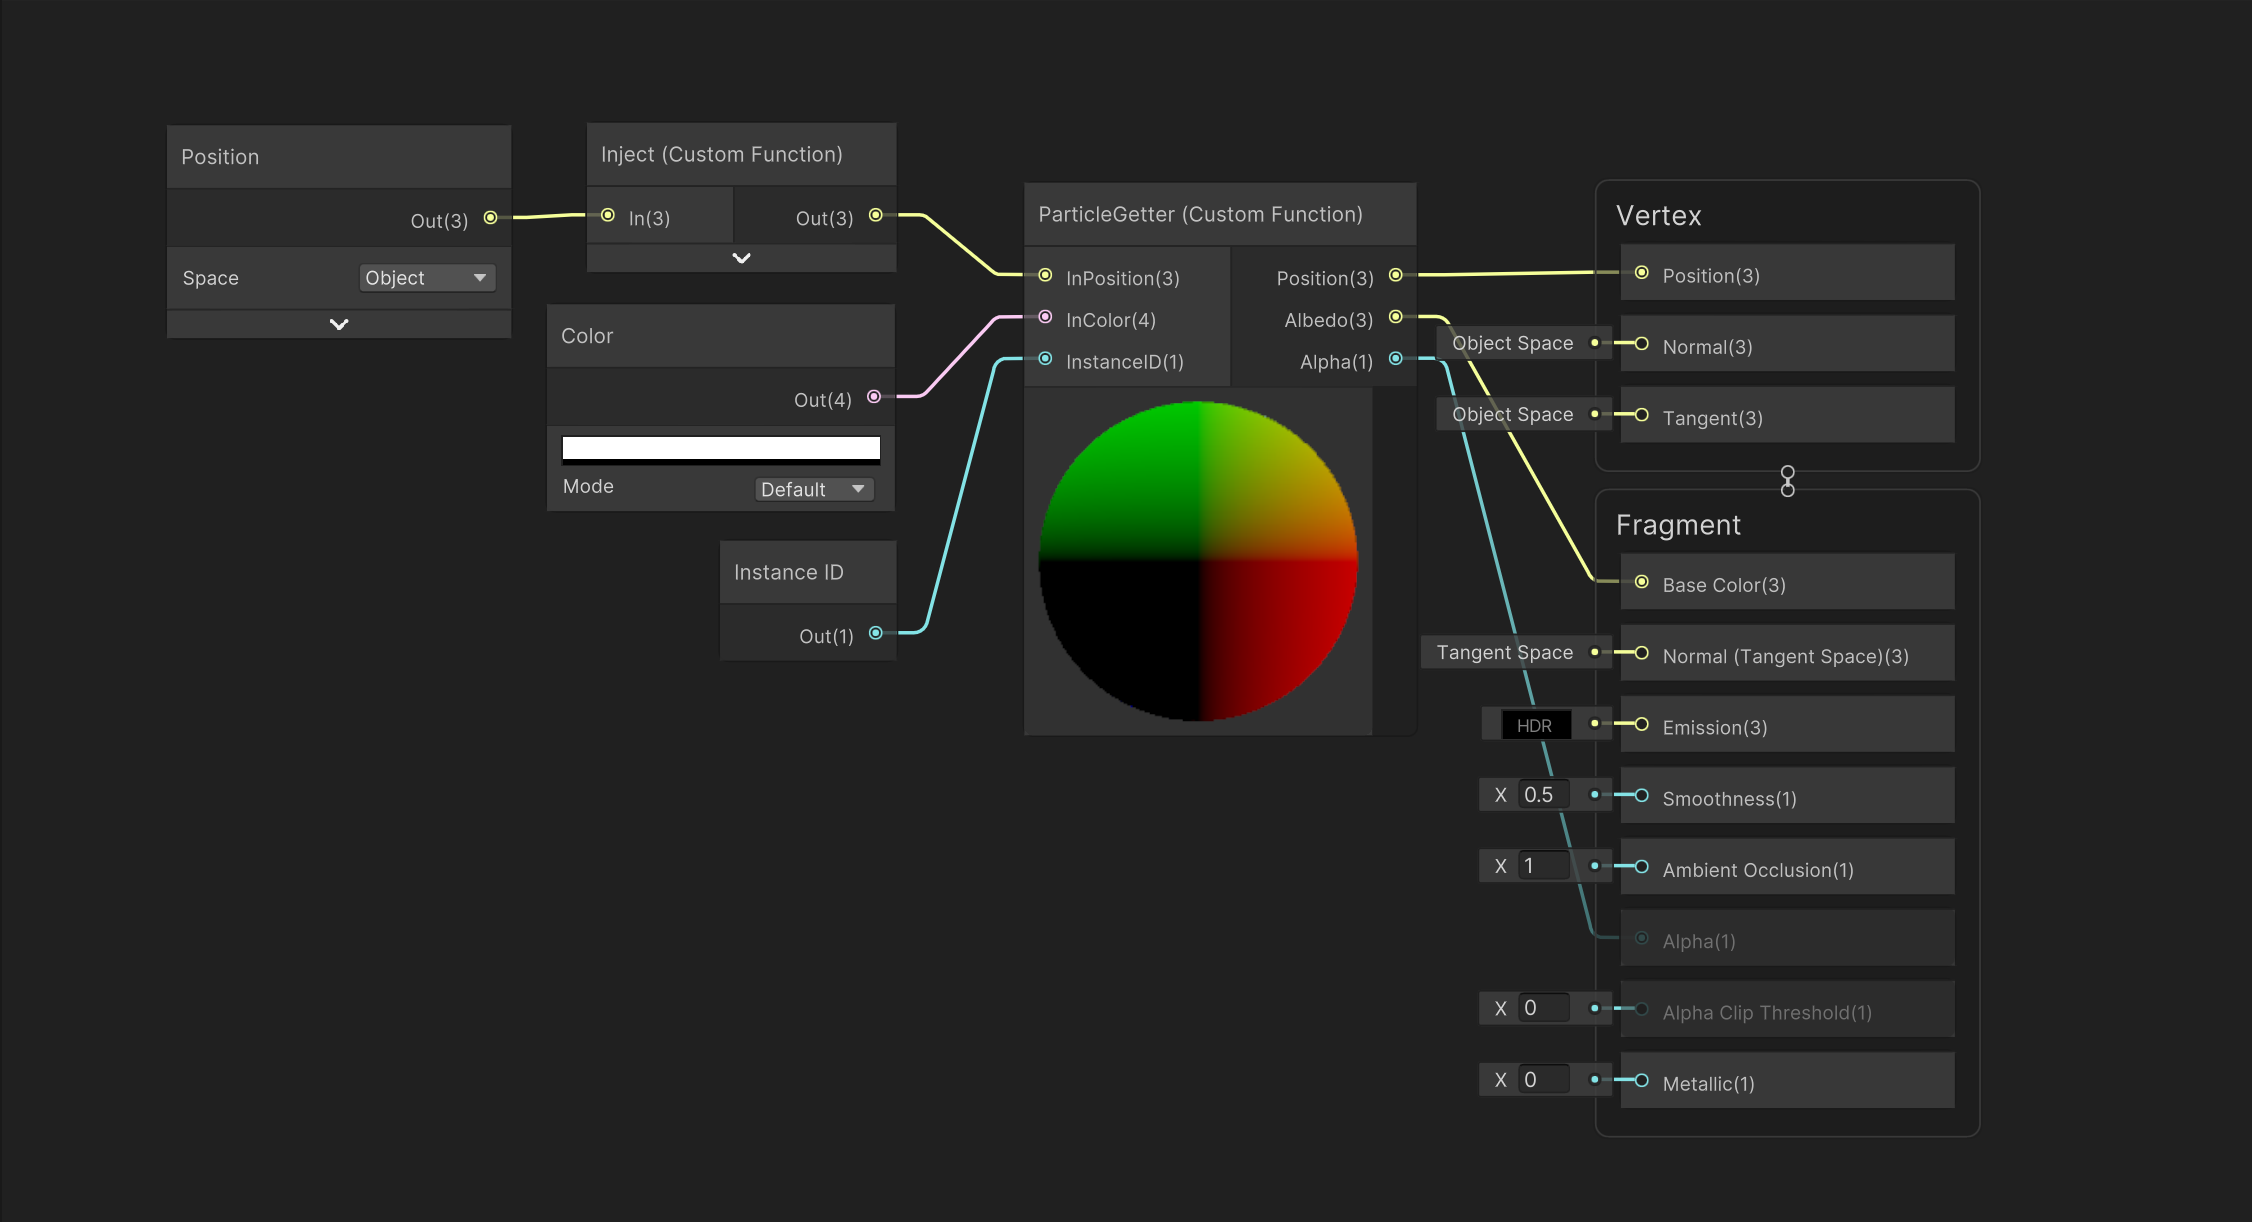 Position
Out(3)
Space
Object
Inject (Custom Function)
In(3)
Out(3)
Color
Out(4)
Mode
Default
Instance ID
Out(1)
ParticleGetter (Custom Function)
InPosition(3)
Position(3)
InColor(4)
Albedo(3)
InstanceID(1)
Alpha(1)
Vertex
Position(3)
Object Space
Normal(3)
Object Space
Tangent(3)
Fragment
Base Color(3)
Tangent Space
Normal (Tangent Space)(3)
HDR
Emission(3)
X 0.5
Smoothness(1)
X 1
Ambient Occlusion(1)
Alpha(1)
X 0
Alpha Clip Threshold(1)
X 0
Metallic(1)